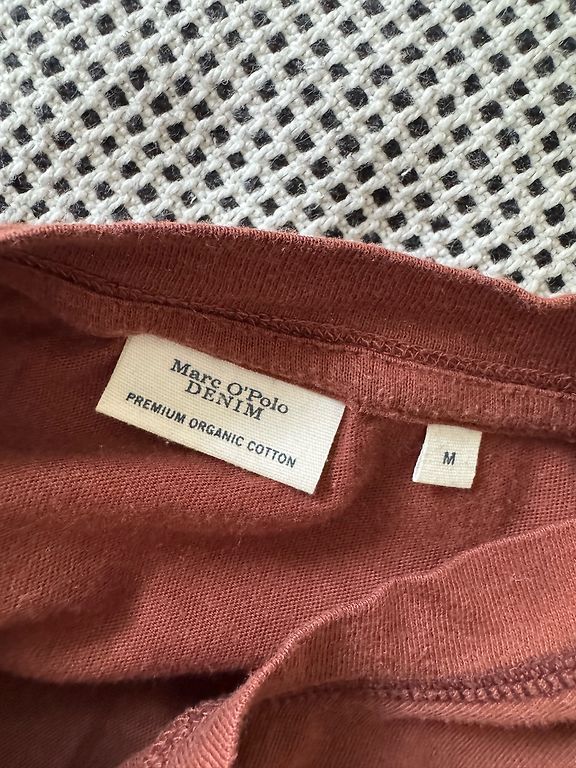 Marc O'Polo
DENIM
PREMIUM ORGANIC COTTON
M